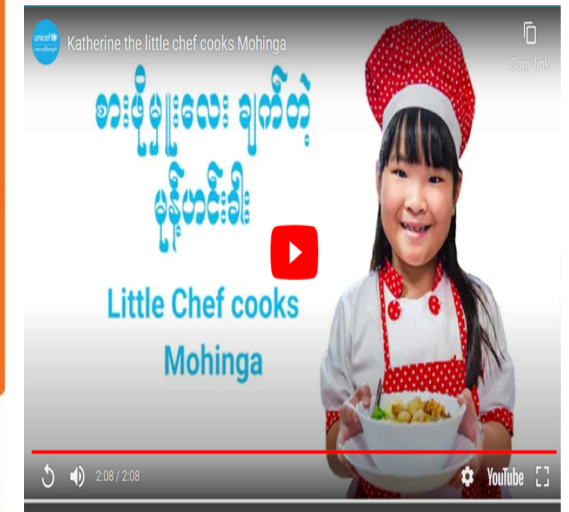 unicef
Katherine the little chef cooks Mohinga
Copy link
စားဖိုမှူးလေး ချက်တဲ့
မုန့်ဟင်းခါး
Little Chef cooks
Mohinga
2:08 / 2:08
YouTube